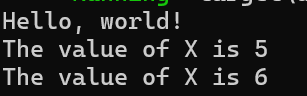 Hello, world!
The value of X is 5
The value of X is 6